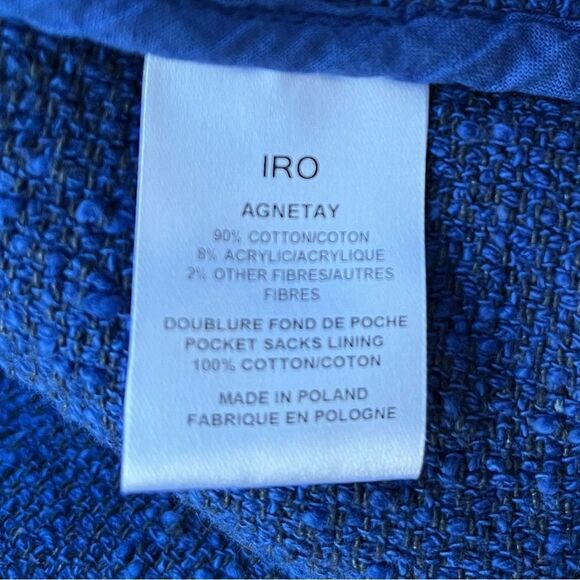 IRO
AGNETAY
90% COTTON/COTON
8% ACRYLIC/ACRYLIQUE
2% OTHER FIBRES/AUTRES
FIBRES
DOUBLURE FOND DE POCHE
POCKET SACKS LINING
100% COTTON/COTON
MADE IN POLAND
FABRIQUE EN POLOGNE